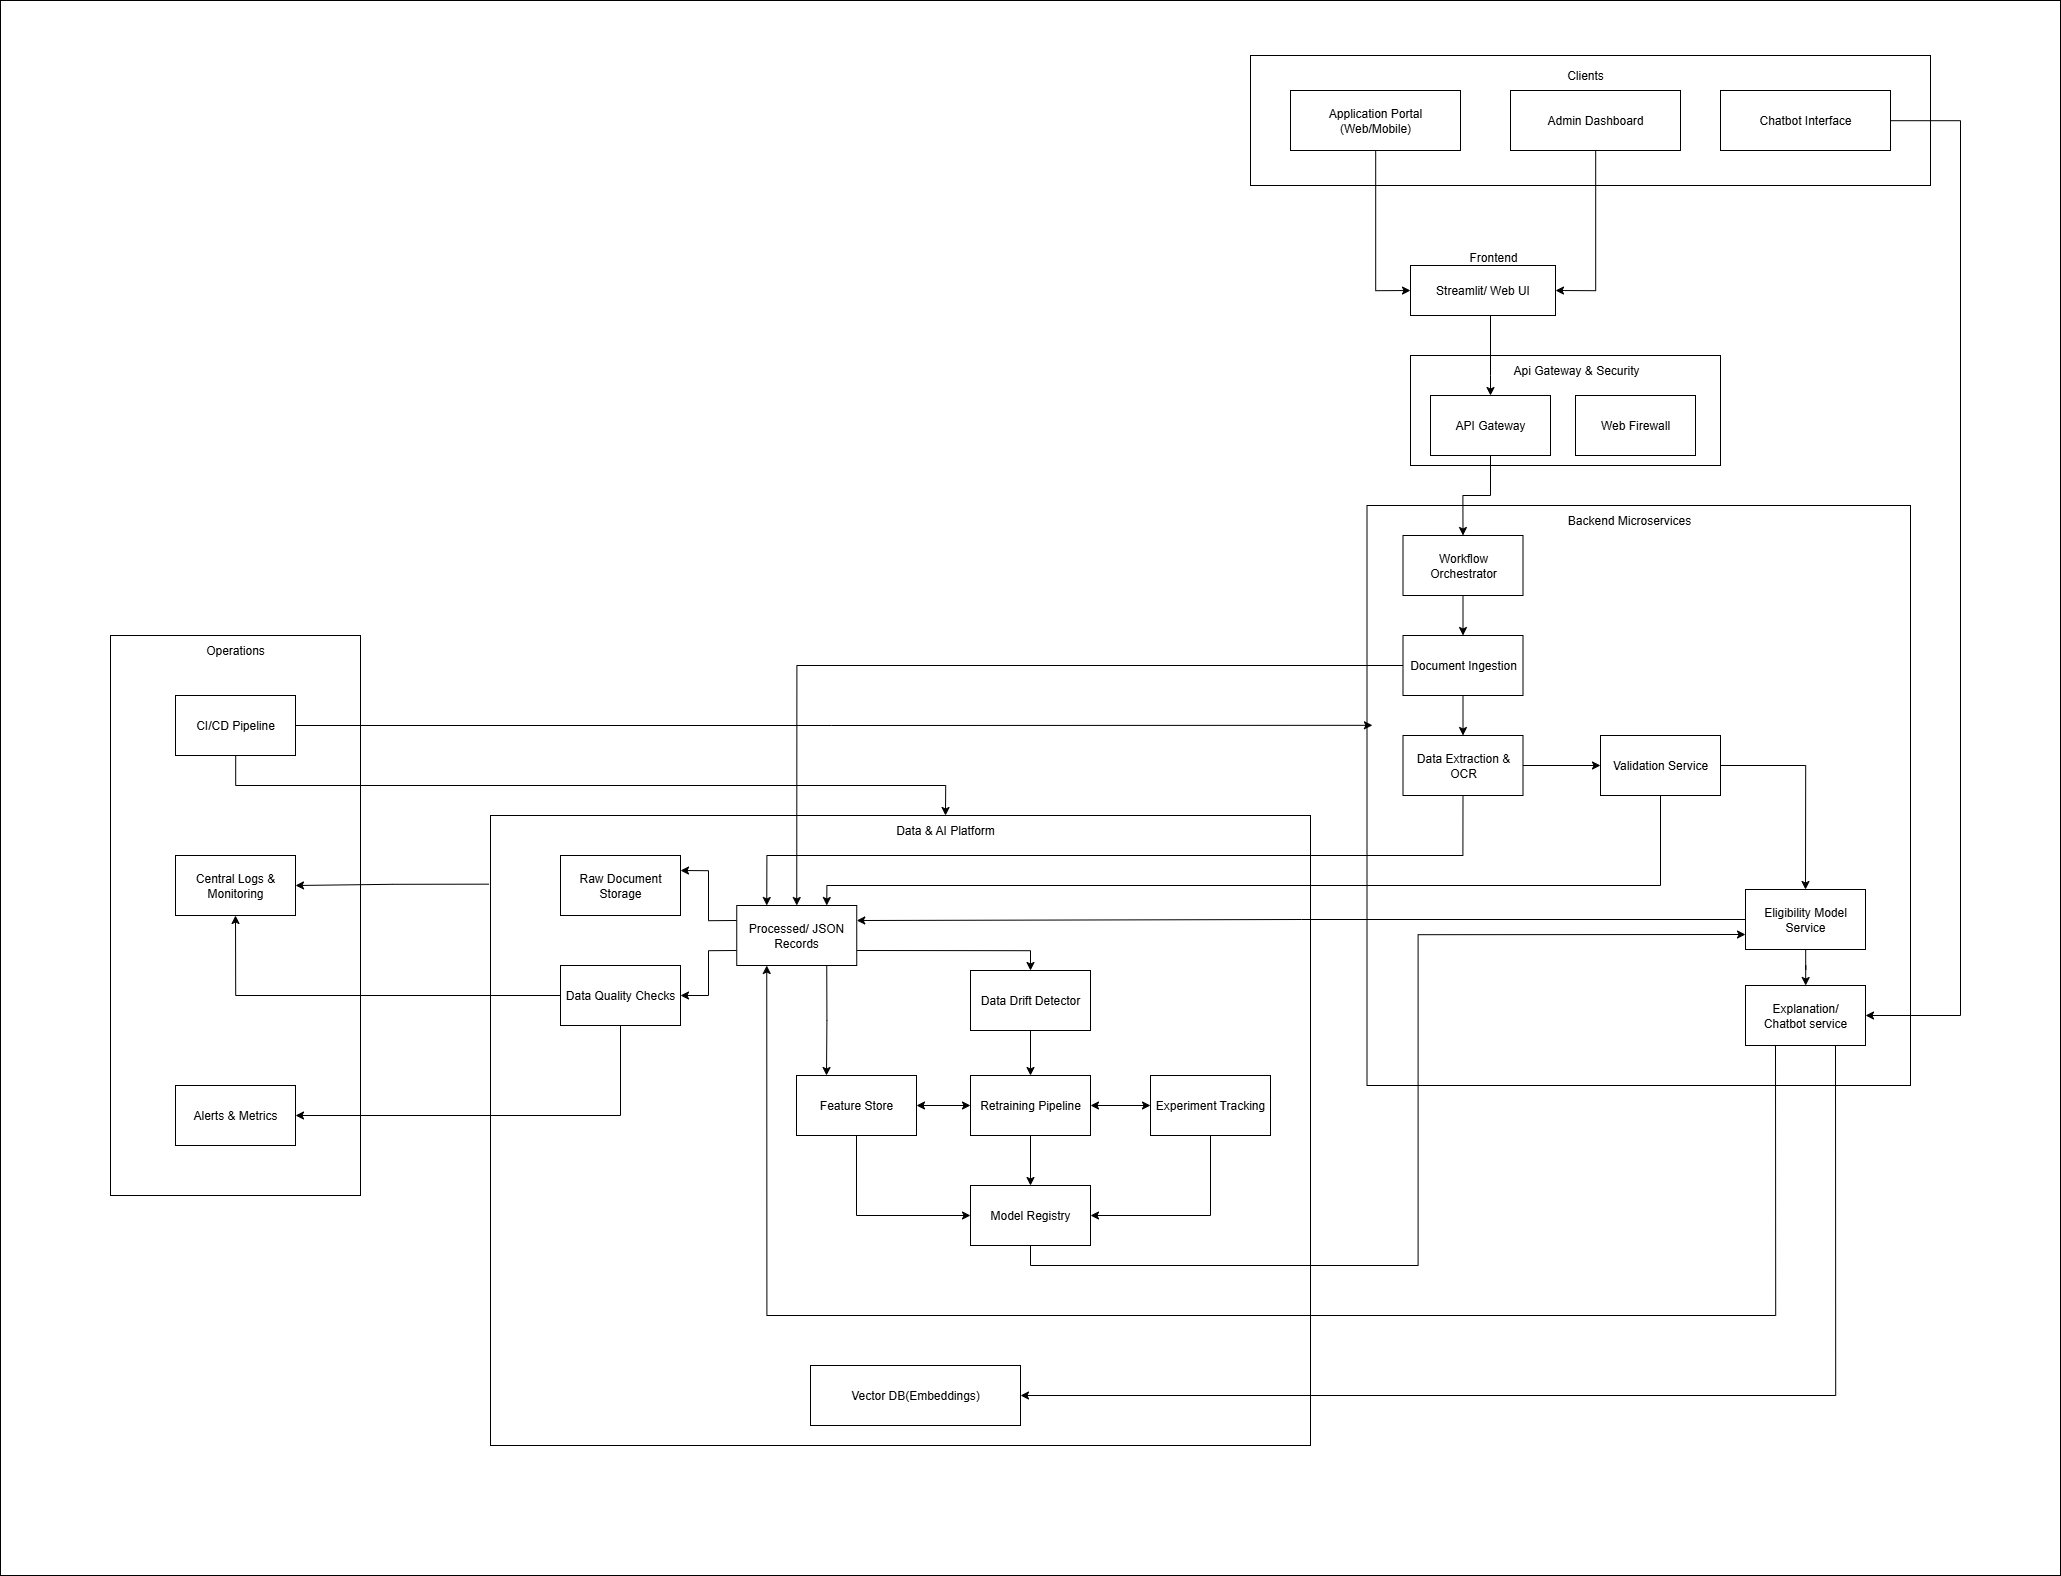 Clients
Application Portal
(Web/Mobile)
Admin Dashboard
Chatbot Interface
Frontend
Streamlit/ Web UI
Api Gateway & Security
API Gateway
Web Firewall
Backend Microservices
Workflow
Orchestrator
Document Ingestion
Data Extraction &
OCR
Validation Service
Eligibility Model
Service
Explanation/
Chatbot service
Operations
CI/CD Pipeline
Central Logs &
Monitoring
Alerts & Metrics
Data & AI Platform
Raw Document
Storage
Processed/ JSON
Records
Data Quality Checks
Data Drift Detector
Feature Store
Retraining Pipeline
Experiment Tracking
Model Registry
Vector DB(Embeddings)